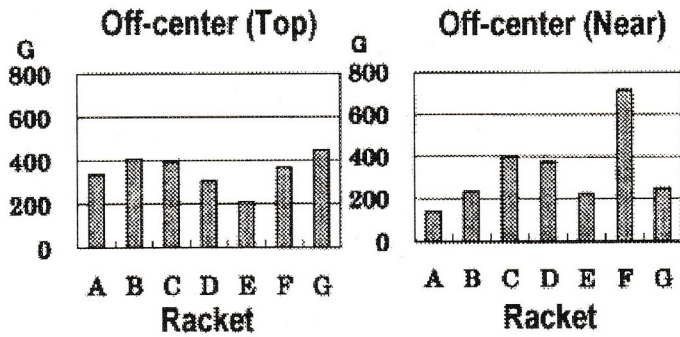 Off-center (Top)
G
800
600
400
200
0
A B C D E F G
Racket
Off-center (Near)
G
800
600
400
200
0
A B C D E F G
Racket